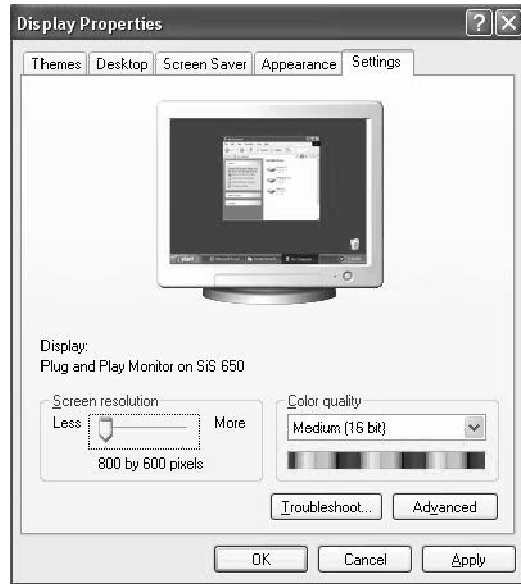 Display Properties
Themes Desktop Screen Saver Appearance Settings
Display:
Plug and Play Monitor on SiS 650
Screen resolution
Less More
800 by 600 pixels
Color quality
Medium (16 bit)
Troubleshoot... Advanced
OK Cancel Apply